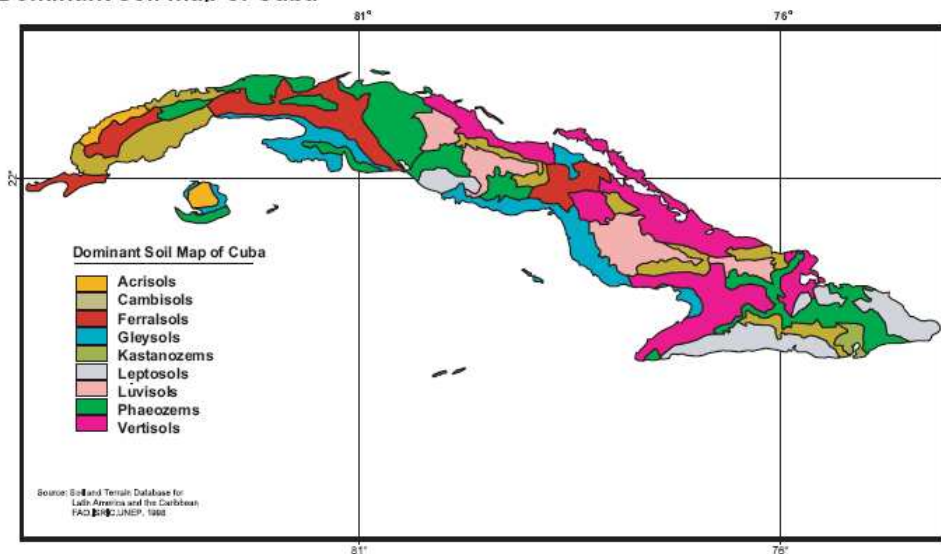 81°
76°
22°
Dominant Soil Map of Cuba
Acrisols
Cambisols
Ferralsols
Gleysols
Kastanozems
Leptosols
Luvisols
Phaeozems
Vertisols
Source: Soil and Terrain Database for
Latin America and the Caribbean
FAO,ISRIC,UNEP, 1998
81°
76°